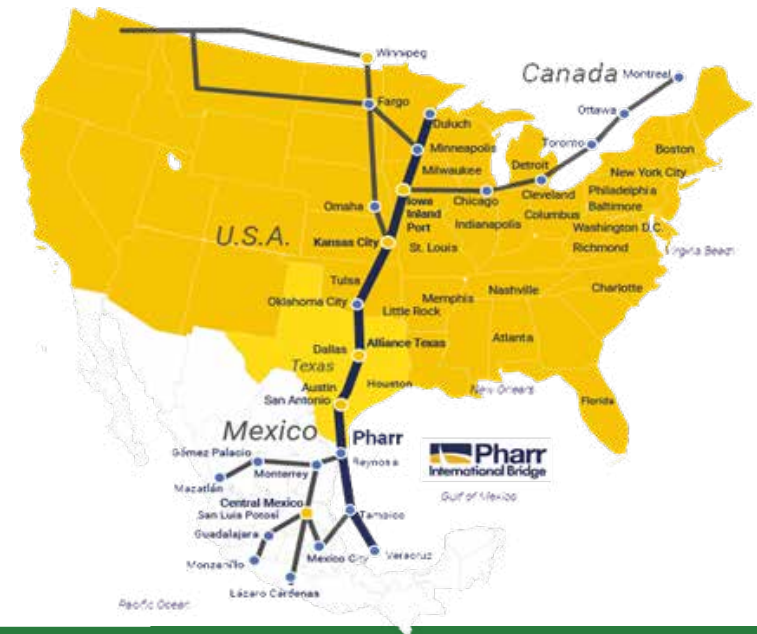 Winnipeg
Canada
Montreal
Fargo
Ottawa
Duluch
Toronto
Minneapolis
Boston
Milwaukee
Detroit
New York City
Omaha
Iowa
Inland
Port
Chicago
Cleveland
Philadelphia
Columbus
Baltimore
Indianapolis
Washington D.C.
U.S.A.
Kansas City
St. Louis
Richmond
Virginia Beach
Tulsa
Oklahoma City
Memphis
Nashville
Charlotte
Little Rock
Dallas
Alliance Texas
Atlanta
Texas
Austin
Houston
New Orleans
San Antonio
Florida
Mexico
Pharr
Gómez Palacio
Reynosa
Pharr
International Bridge
Monterrey
Mazatlán
Gulf of Mexico
Central Mexico
San Luis Potosí
Tampico
Guadalajara
Mexico City
Veracruz
Manzanillo
Lázaro Cárdenas
Pacific Ocean